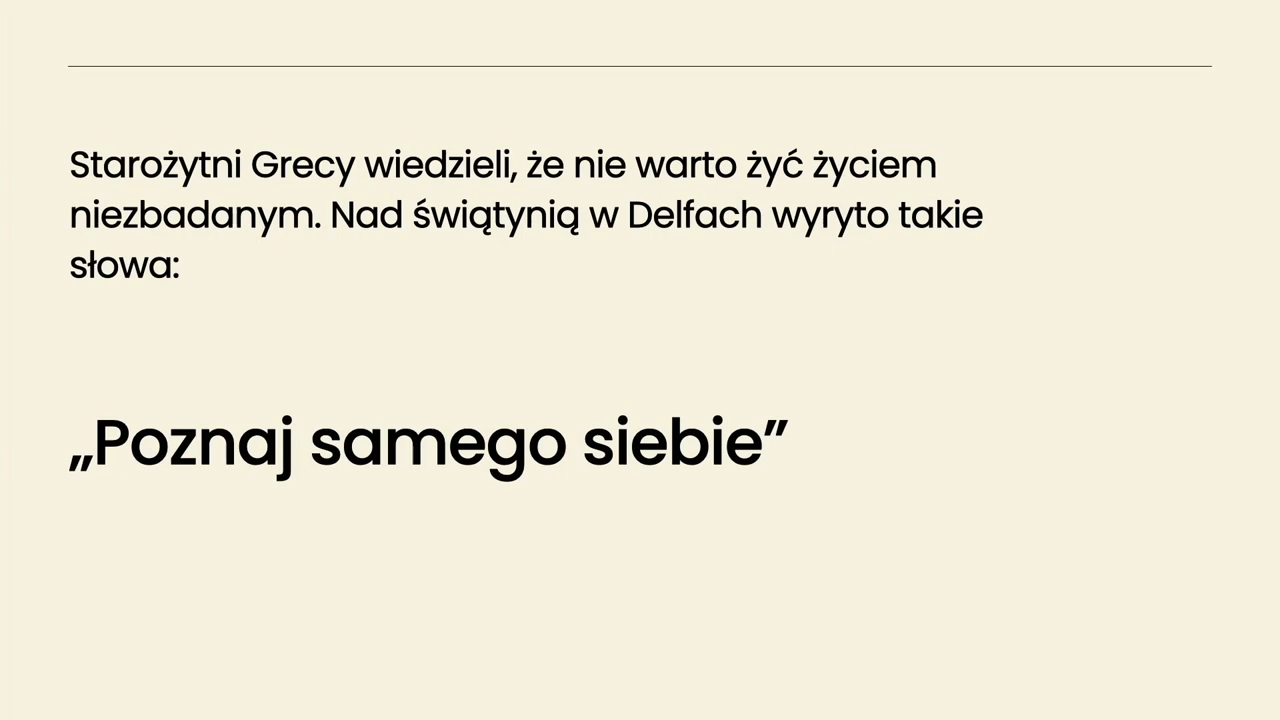 Starożytni Grecy wiedzieli, że nie warto żyć życiem
niezbadanym. Nad świątynią w Delfach wyryto takie
słowa:
„Poznaj samego siebie”